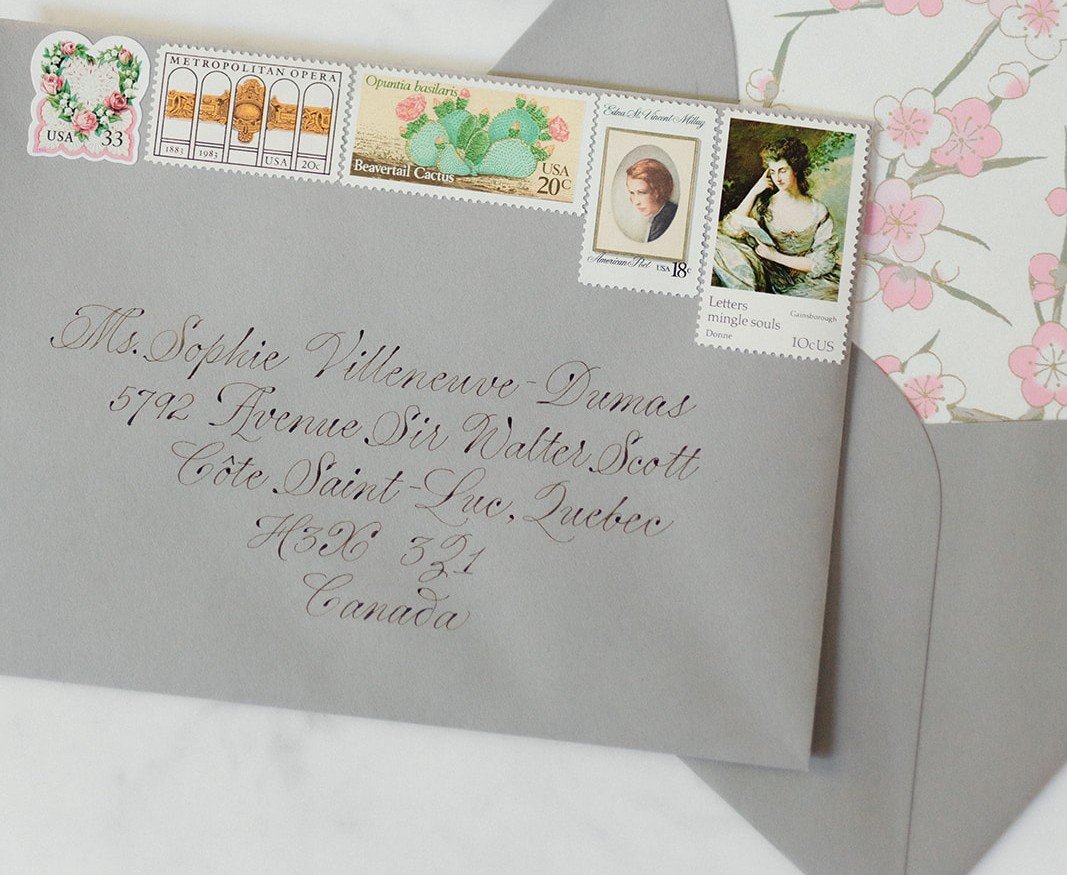 USA 33
METROPOLITAN OPERA
1883 1983 USA 20c
Opuntia basilaris
Beavertail Cactus
USA
20c
Edna St. Vincent Millay
American Poet USA 18c
Letters
mingle souls
Donne
Gainsborough
10c US
Ms. Sophie Villeneuve-Dumas
5792 Avenue Sir Walter Scott
Côte Saint-Luc, Quebec
H3X 3Z1
Canada